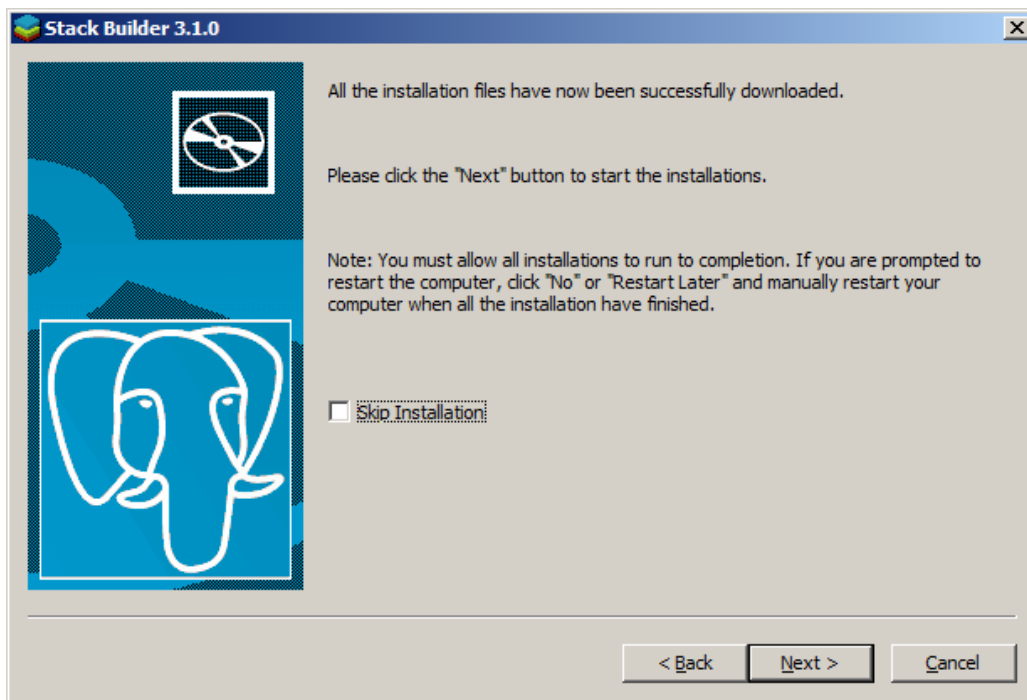 Stack Builder 3.1.0
All the installation files have now been successfully downloaded.
Please click the "Next" button to start the installations.
Note: You must allow all installations to run to completion. If you are prompted to
restart the computer, click "No" or "Restart Later" and manually restart your
computer when all the installation have finished.
Skip Installation
< Back
Next >
Cancel